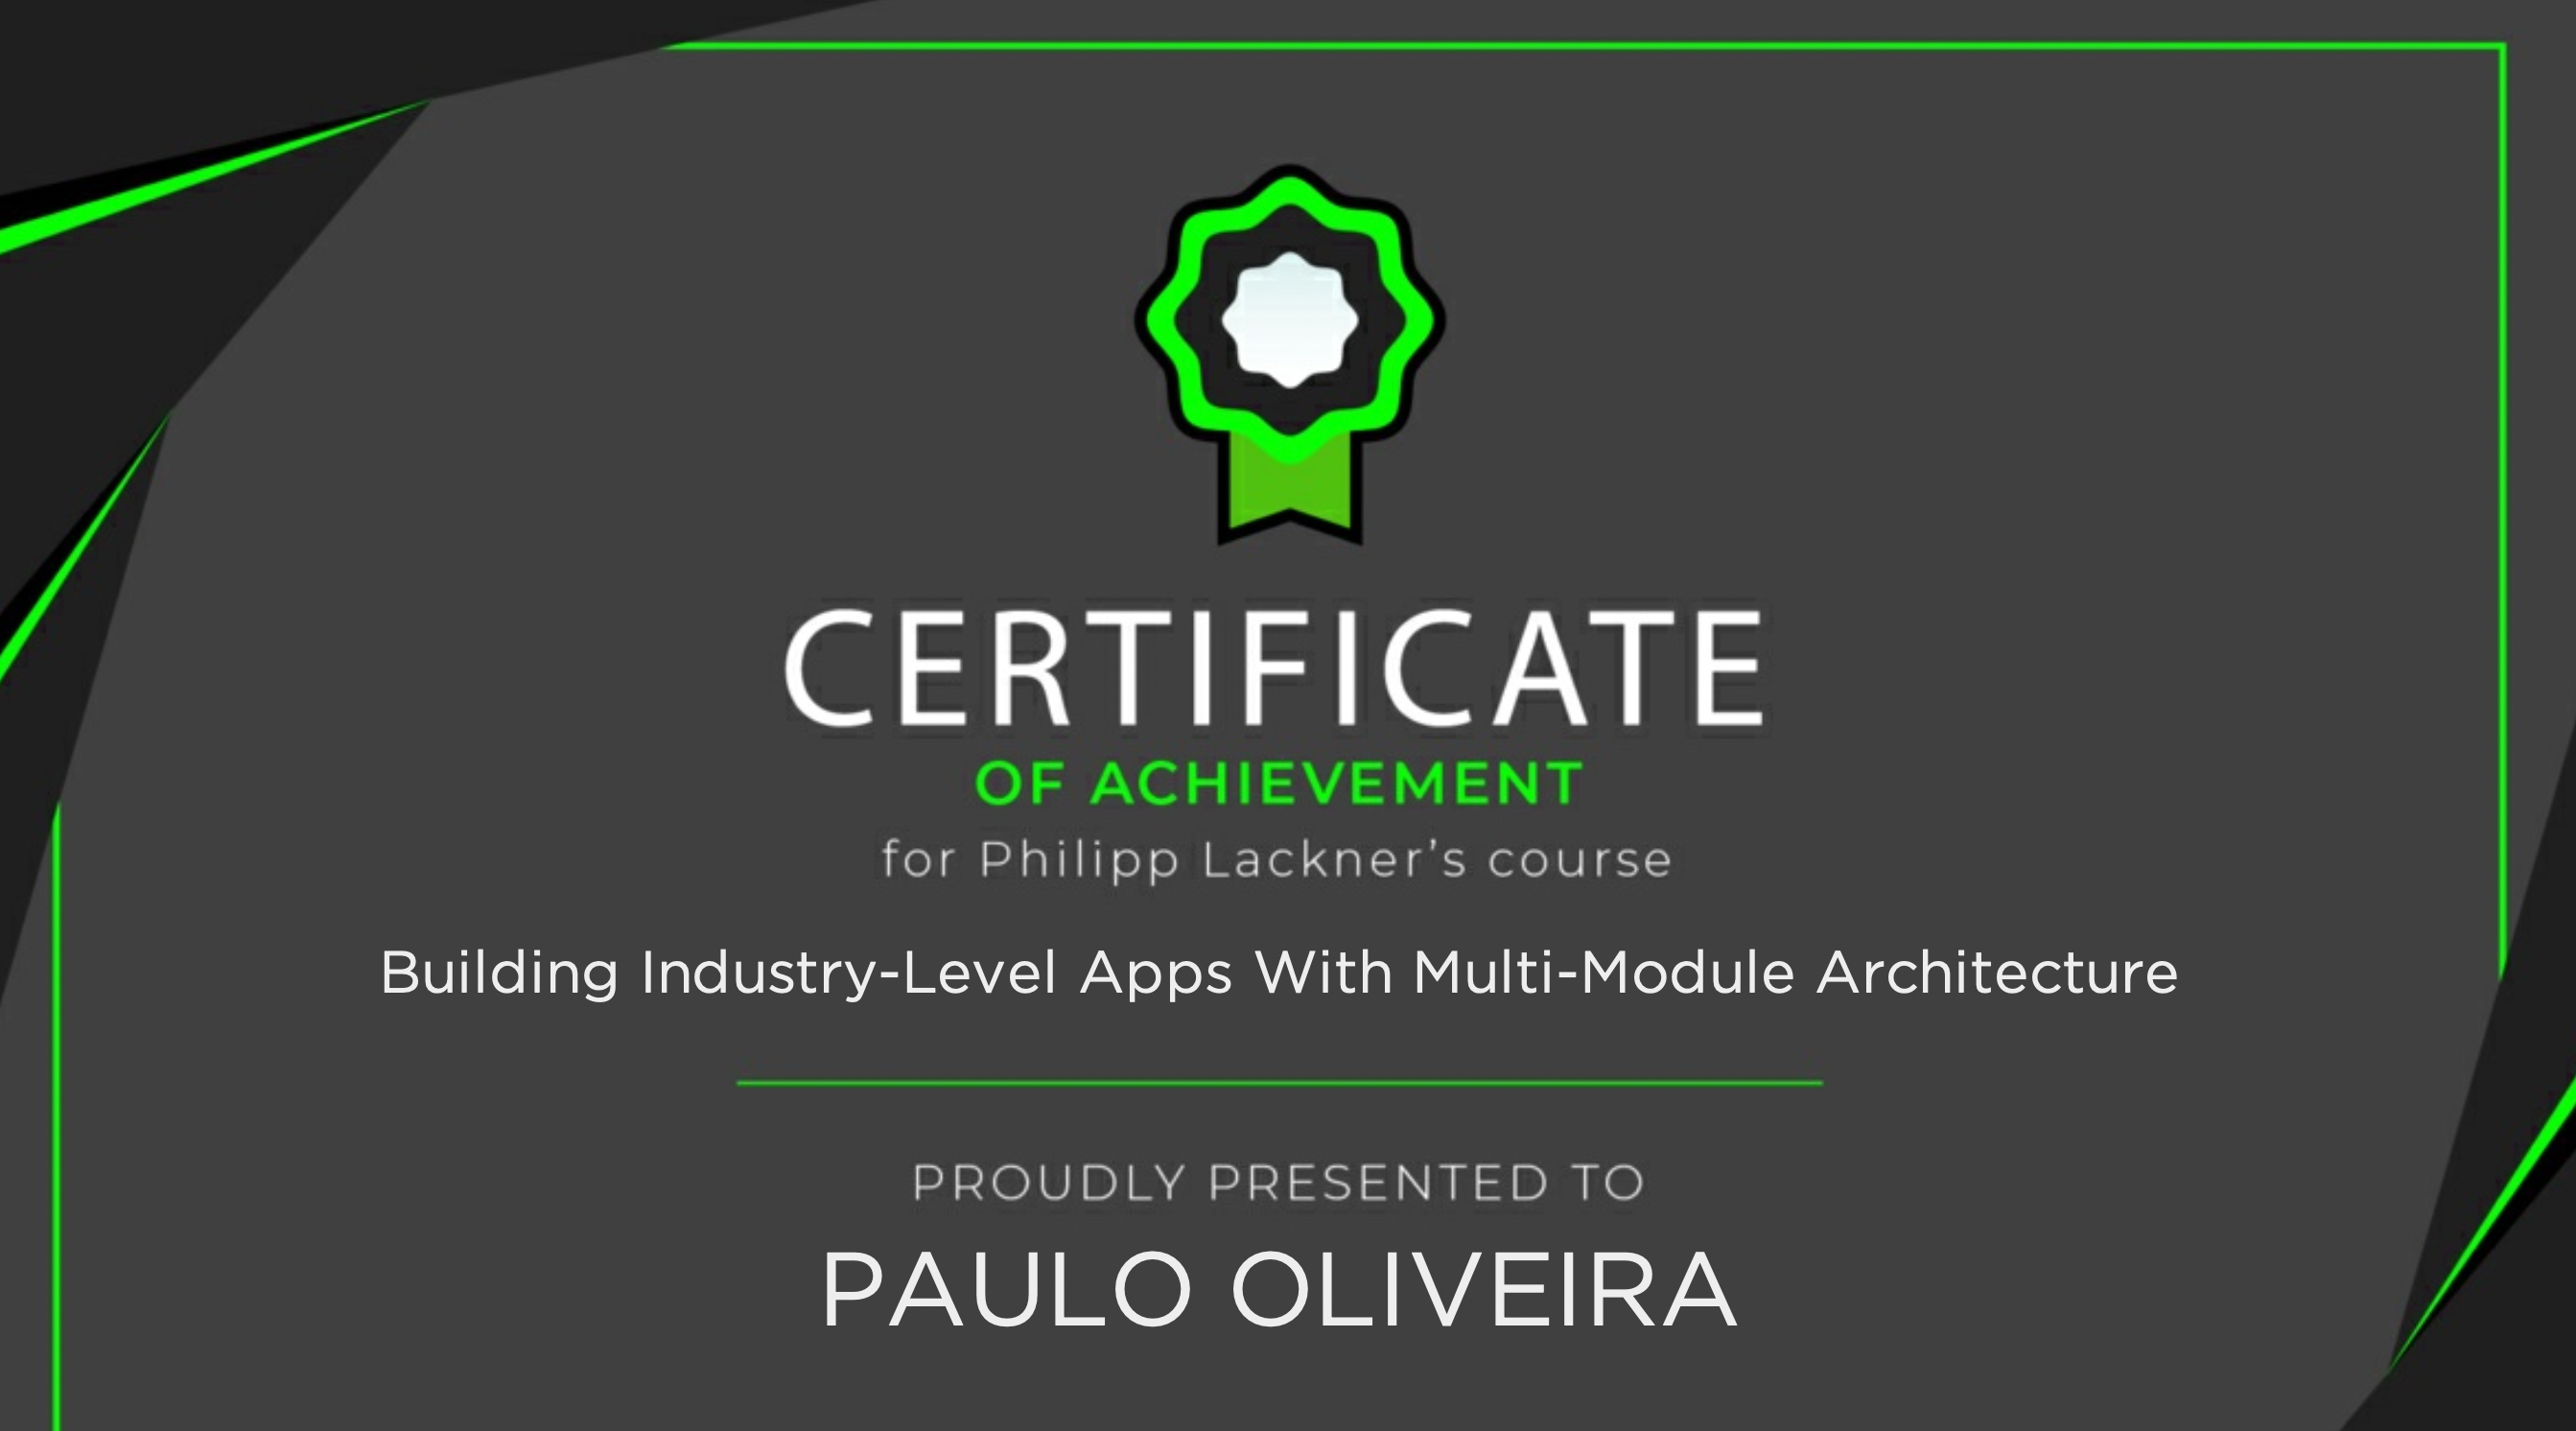 CERTIFICATE
OF ACHIEVEMENT
for Philipp Lackner’s course
Building Industry-Level Apps With Multi-Module Architecture
PROUDLY PRESENTED TO
PAULO OLIVEIRA